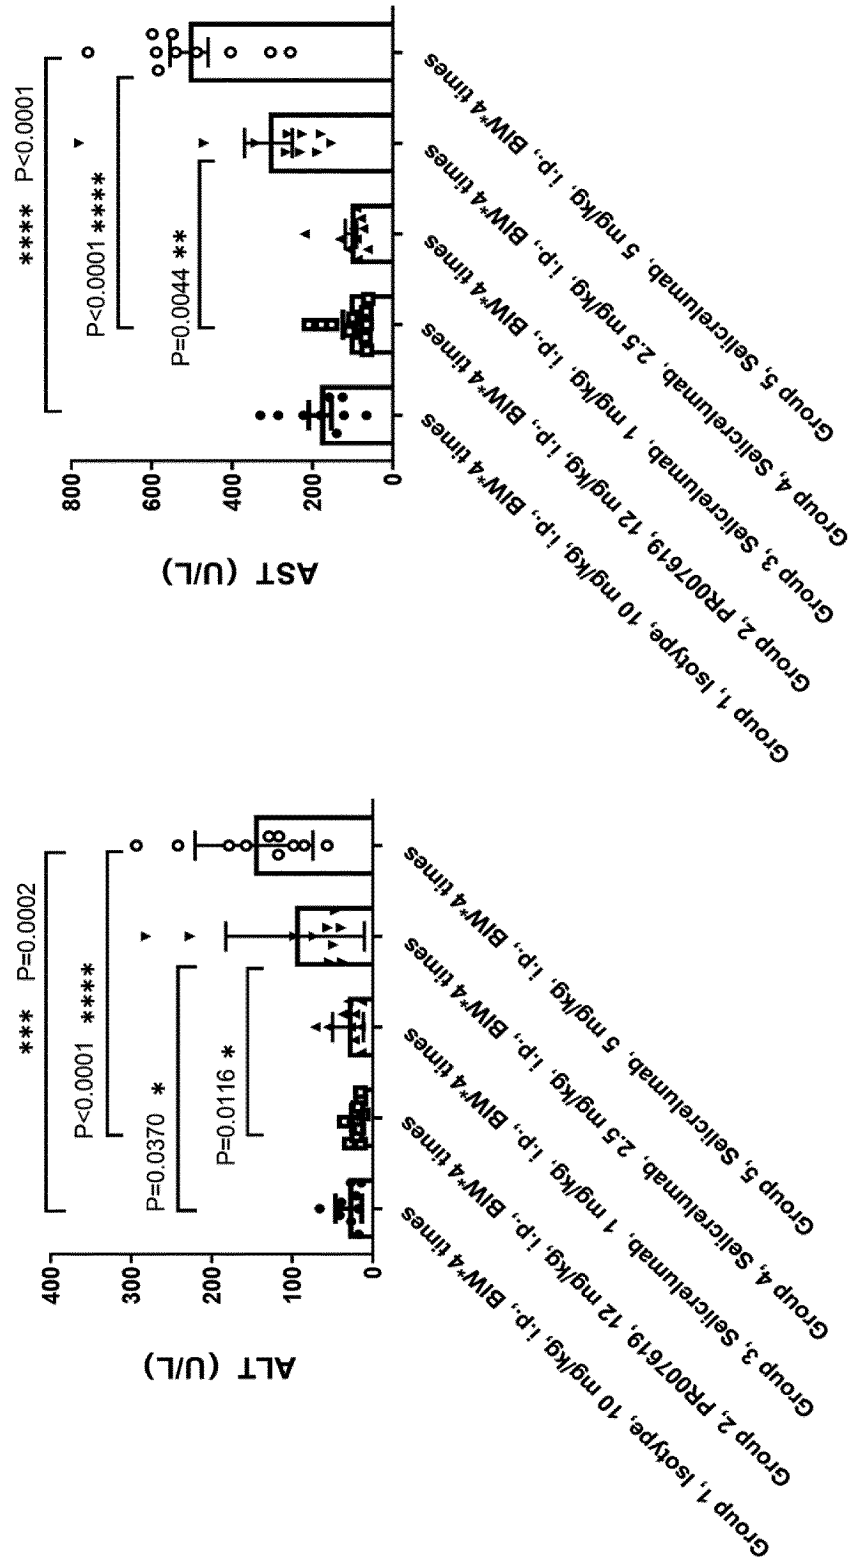 ALT (U/L)
400
300
200
100
0
*** P=0.0002
P<0.0001 ****
P=0.0370 *
P=0.0116 *
Group 1, Isotype, 10 mg/kg, i.p., BIW*4 times
Group 2, PR007619, 12 mg/kg, i.p., BIW*4 times
Group 3, Selicrelumab, 1 mg/kg, i.p., BIW*4 times
Group 4, Selicrelumab, 2.5 mg/kg, i.p., BIW*4 times
Group 5, Selicrelumab, 5 mg/kg, i.p., BIW*4 times
AST (U/L)
800
600
400
200
0
**** P<0.0001
P<0.0001 ****
P=0.0044 **
Group 1, Isotype, 10 mg/kg, i.p., BIW*4 times
Group 2, PR007619, 12 mg/kg, i.p., BIW*4 times
Group 3, Selicrelumab, 1 mg/kg, i.p., BIW*4 times
Group 4, Selicrelumab, 2.5 mg/kg, i.p., BIW*4 times
Group 5, Selicrelumab, 5 mg/kg, i.p., BIW*4 times